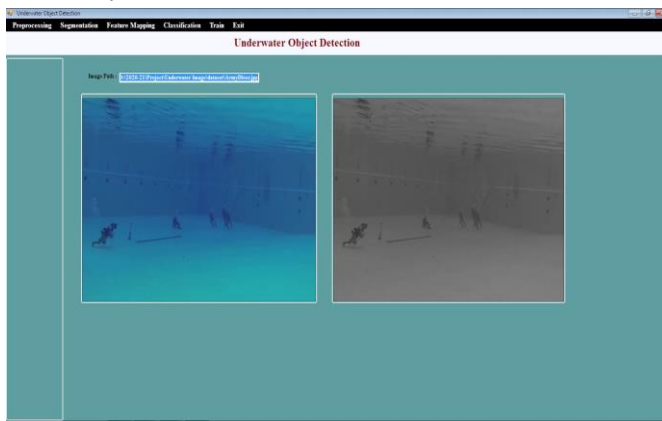 Underwater Object Detection
Preprocessing Segmentation Feature Mapping Classification Train Exit
Underwater Object Detection
Image Path :